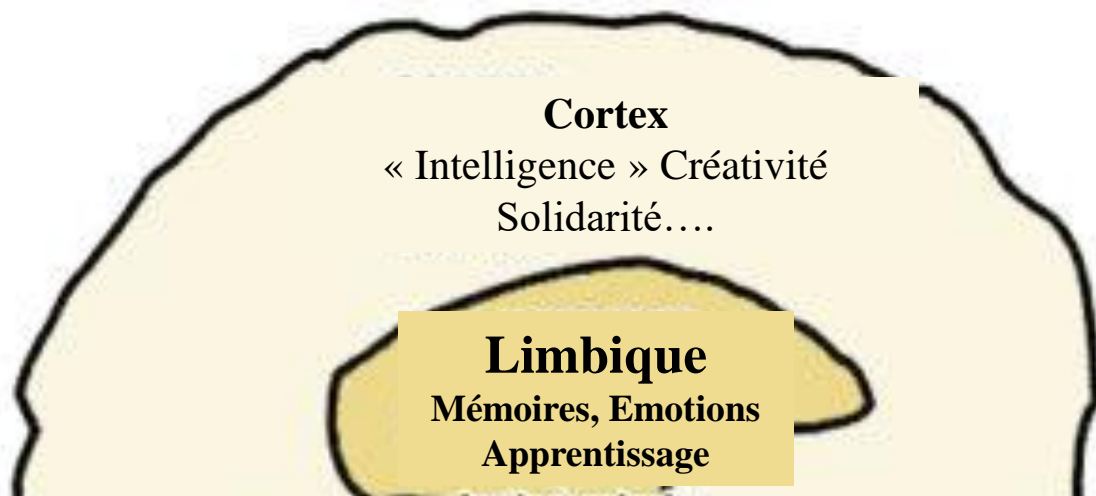 Cortex
« Intelligence » Créativité
Solidarité….
Limbique
Mémoires, Emotions
Apprentissage